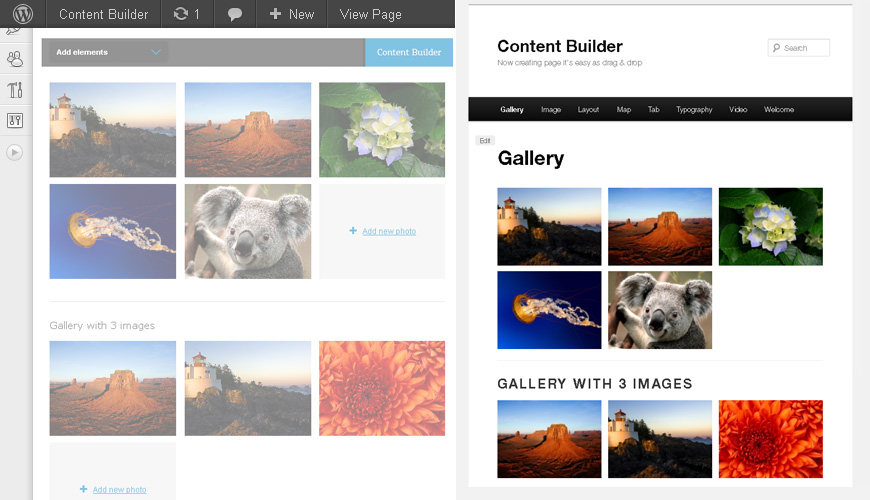 Content Builder 1 New View Page
Add elements Content Builder
Add new photo
Gallery with 3 images
Add new photo
Content Builder
Now creating page it's easy as drag & drop
Search
Gallery Image Layout Map Tab Typography Video Welcome
Edit
Gallery
GALLERY WITH 3 IMAGES